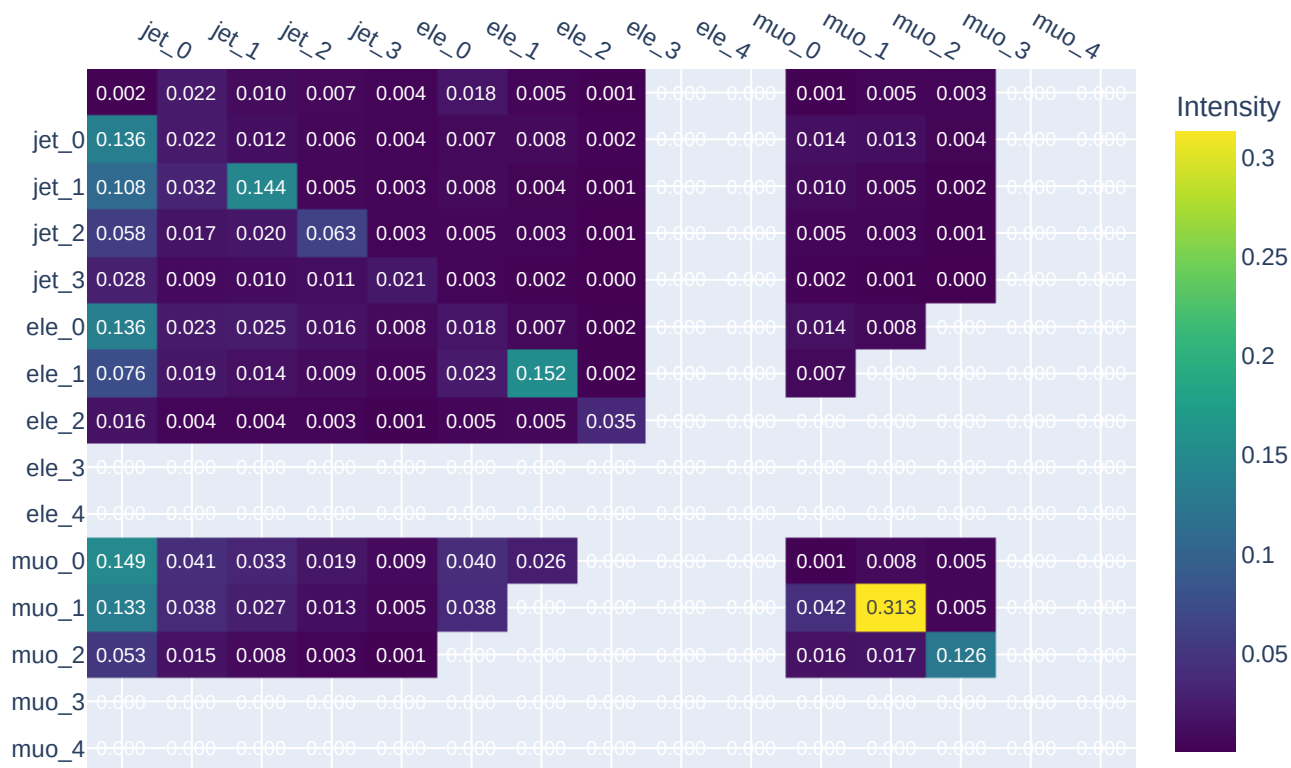 jet_0 jet_1 jet_2 jet_3 ele_0 ele_1 ele_2 ele_3 ele_4 muo_0 muo_1 muo_2 muo_3 muo_4
0.002 0.022 0.010 0.007 0.004 0.018 0.005 0.001 0.000 0.000 0.001 0.005 0.003 0.000 0.000
jet_0 0.136 0.022 0.012 0.006 0.004 0.007 0.008 0.002 0.000 0.000 0.014 0.013 0.004 0.000 0.000
jet_1 0.108 0.032 0.144 0.005 0.003 0.008 0.004 0.001 0.000 0.000 0.010 0.005 0.002 0.000 0.000
jet_2 0.058 0.017 0.020 0.063 0.003 0.005 0.003 0.001 0.000 0.000 0.005 0.003 0.001 0.000 0.000
jet_3 0.028 0.009 0.010 0.011 0.021 0.003 0.002 0.000 0.000 0.000 0.002 0.001 0.000 0.000 0.000
ele_0 0.136 0.023 0.025 0.016 0.008 0.018 0.007 0.002 0.000 0.000 0.014 0.008 0.000 0.000 0.000
ele_1 0.076 0.019 0.014 0.009 0.005 0.023 0.152 0.002 0.000 0.000 0.007 0.000 0.000 0.000 0.000
ele_2 0.016 0.004 0.004 0.003 0.001 0.005 0.005 0.035 0.000 0.000 0.000 0.000 0.000 0.000 0.000
ele_3 0.000 0.000 0.000 0.000 0.000 0.000 0.000 0.000 0.000 0.000 0.000 0.000 0.000 0.000 0.000
ele_4 0.000 0.000 0.000 0.000 0.000 0.000 0.000 0.000 0.000 0.000 0.000 0.000 0.000 0.000 0.000
muo_0 0.149 0.041 0.033 0.019 0.009 0.040 0.026 0.000 0.000 0.000 0.001 0.008 0.005 0.000 0.000
muo_1 0.133 0.038 0.027 0.013 0.005 0.038 0.000 0.000 0.000 0.000 0.042 0.313 0.005 0.000 0.000
muo_2 0.053 0.015 0.008 0.003 0.001 0.000 0.000 0.000 0.000 0.000 0.016 0.017 0.126 0.000 0.000
muo_3 0.000 0.000 0.000 0.000 0.000 0.000 0.000 0.000 0.000 0.000 0.000 0.000 0.000 0.000 0.000
muo_4 0.000 0.000 0.000 0.000 0.000 0.000 0.000 0.000 0.000 0.000 0.000 0.000 0.000 0.000 0.000
Intensity
0.3
0.25
0.2
0.15
0.1
0.05